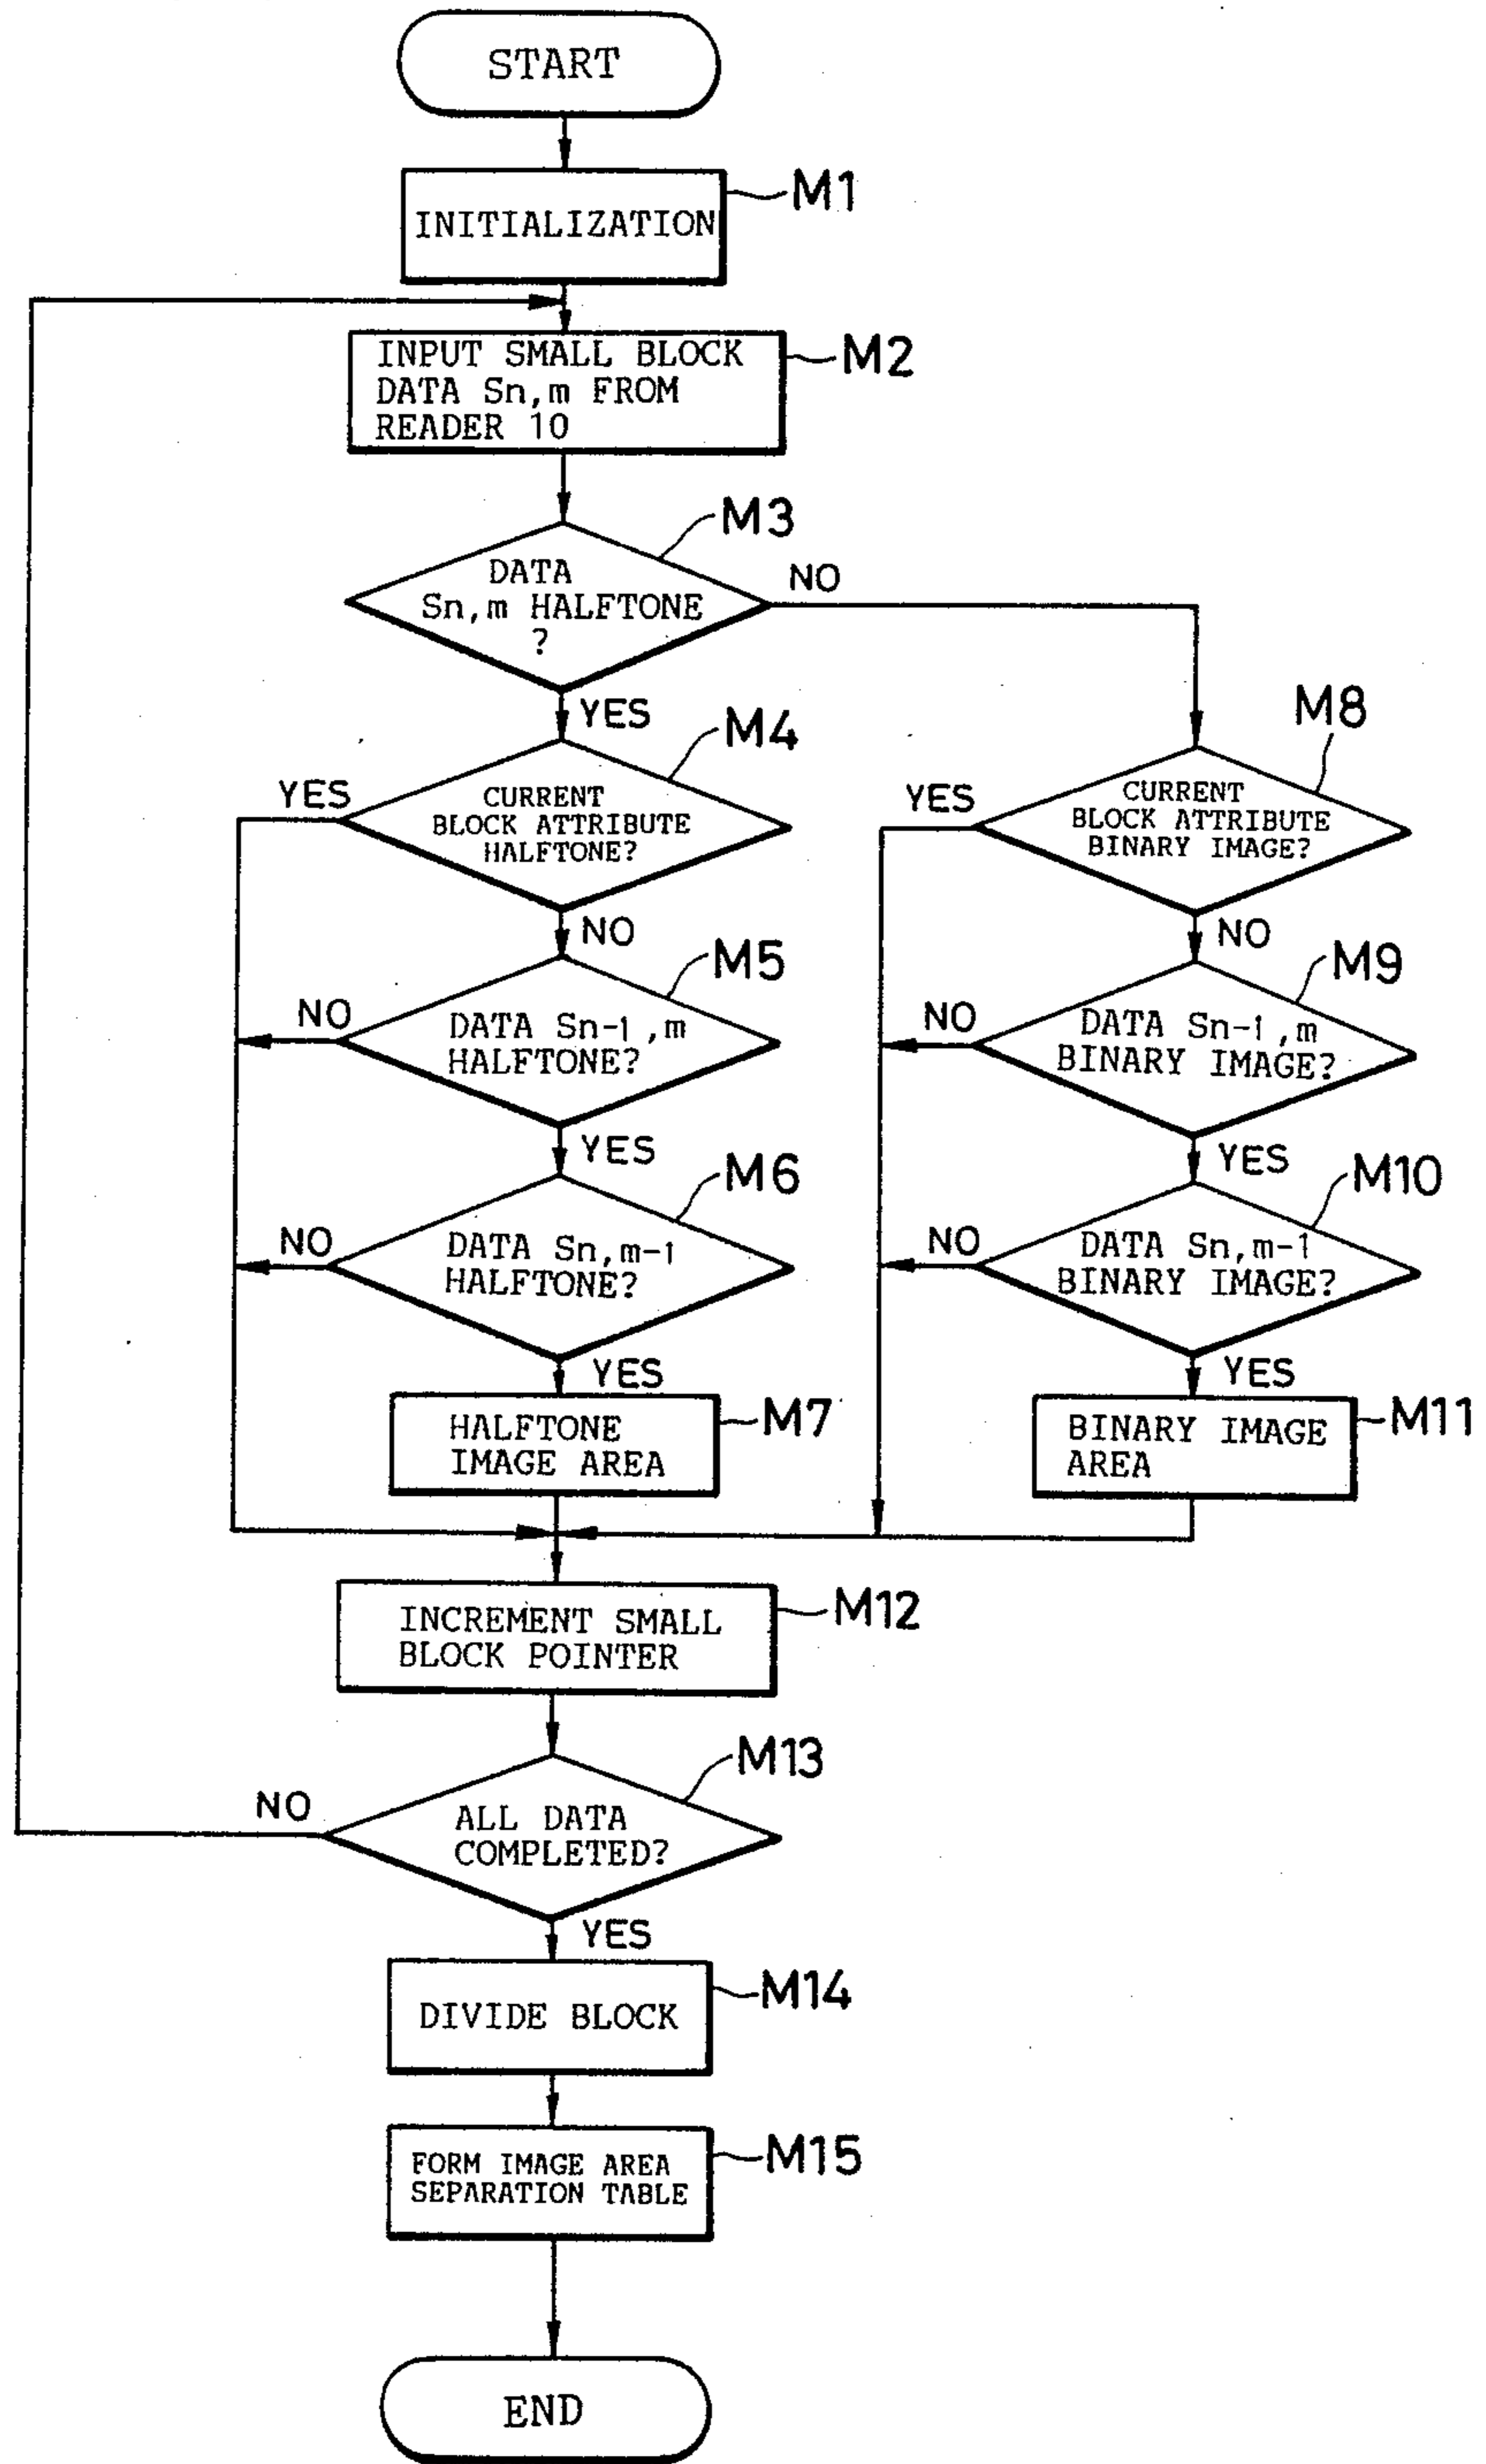 START
INITIALIZATION
M1
INPUT SMALL BLOCK
DATA Sn,m FROM
READER 10
M2
M3
DATA
Sn,m HALFTONE
?
NO
YES
M4
CURRENT
BLOCK ATTRIBUTE
HALFTONE?
YES
NO
M5
DATA Sn-1,m
HALFTONE?
NO
YES
M6
DATA Sn,m-1
HALFTONE?
NO
YES
HALFTONE
IMAGE AREA
M7
M8
CURRENT
BLOCK ATTRIBUTE
BINARY IMAGE?
YES
NO
M9
DATA Sn-1,m
BINARY IMAGE?
NO
YES
M10
DATA Sn,m-1
BINARY IMAGE?
NO
YES
BINARY IMAGE
AREA
M11
INCREMENT SMALL
BLOCK POINTER
M12
M13
ALL DATA
COMPLETED?
NO
YES
DIVIDE BLOCK
M14
FORM IMAGE AREA
SEPARATION TABLE
M15
END